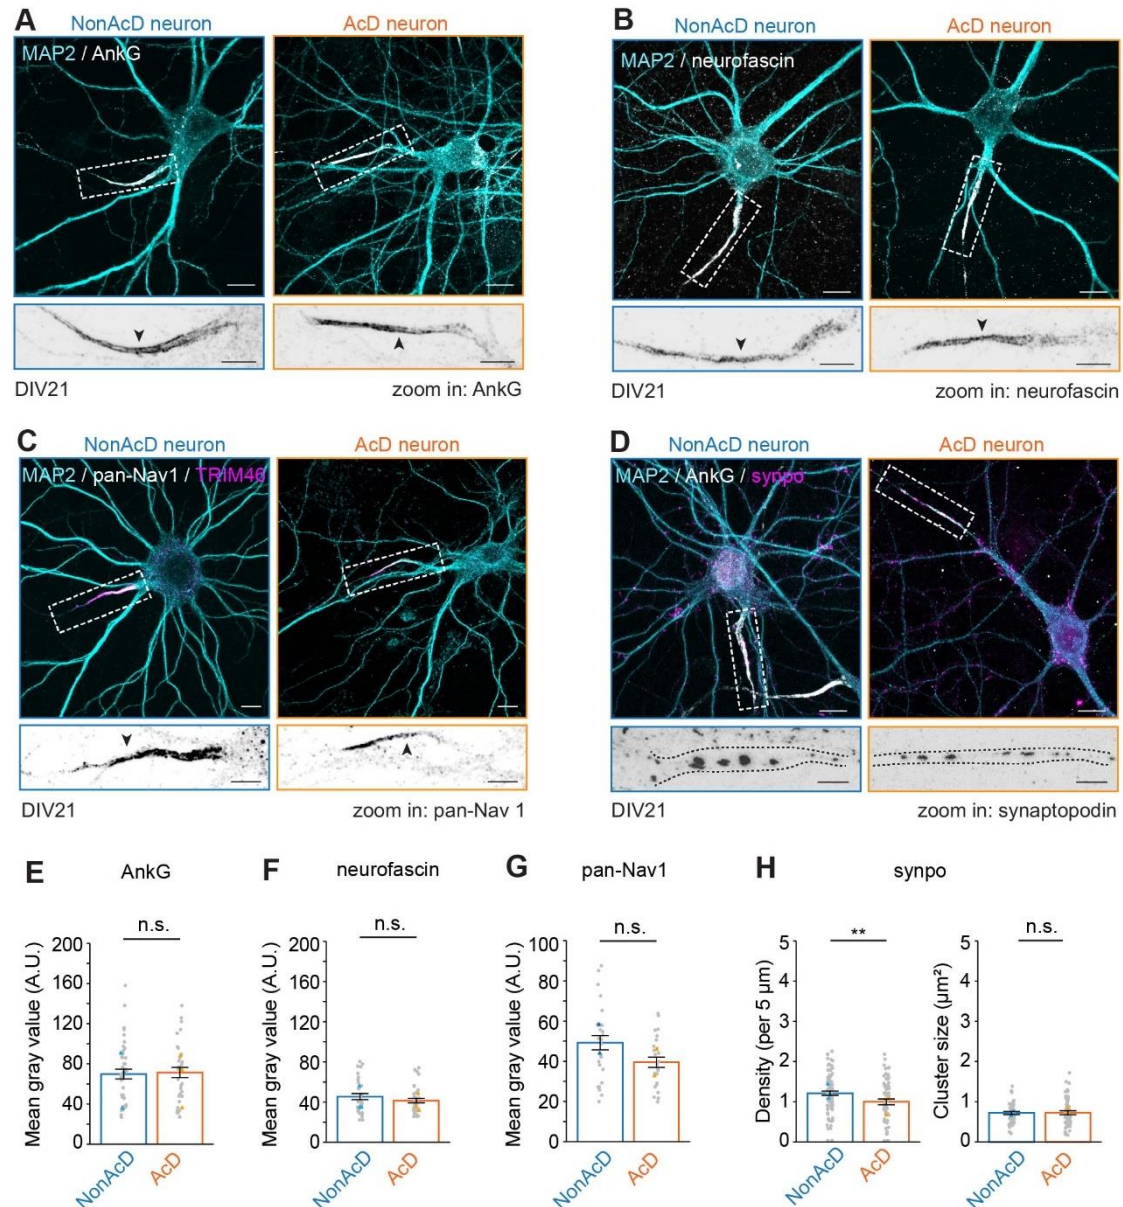 A
NonAcD neuron
AcD neuron
MAP2 / AnkG
DIV21
zoom in: AnkG
B
NonAcD neuron
AcD neuron
MAP2 / neurofascin
DIV21
zoom in: neurofascin
C
NonAcD neuron
AcD neuron
MAP2 / pan-Nav1 / TRIM46
DIV21
zoom in: pan-Nav 1
D
NonAcD neuron
AcD neuron
MAP2 / AnkG / synpo
DIV21
zoom in: synaptopodin
E
AnkG
n.s.
Mean gray value (A.U.)
200
160
120
80
40
0
NonAcD
AcD
F
neurofascin
n.s.
Mean gray value (A.U.)
200
160
120
80
40
0
NonAcD
AcD
G
pan-Nav1
n.s.
Mean gray value (A.U.)
100
80
60
40
20
0
NonAcD
AcD
H
synpo
**
Density (per 5 µm)
5
4
3
2
1
0
NonAcD
AcD
n.s.
Cluster size (µm²)
5
4
3
2
1
0
NonAcD
AcD